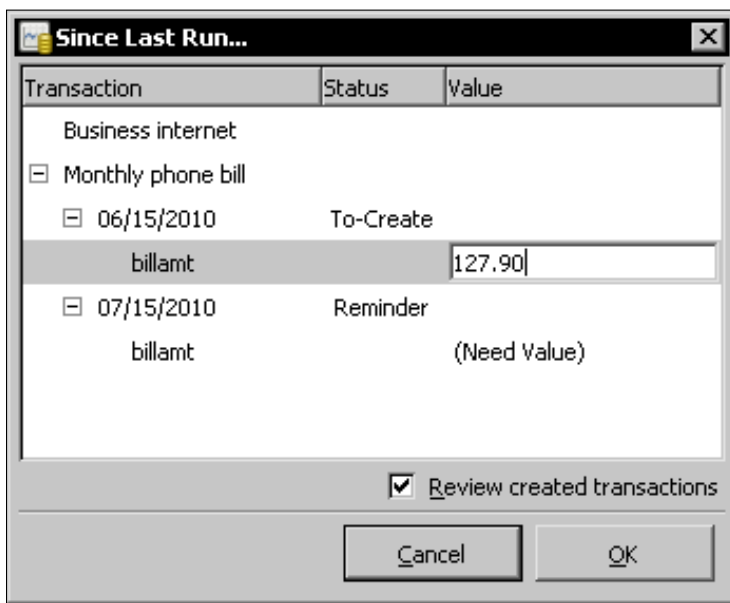 Since Last Run...
Transaction Status Value
Business internet
Monthly phone bill
06/15/2010 To-Create
billamt 127.90
07/15/2010 Reminder
billamt (Need Value)
Review created transactions
Cancel OK